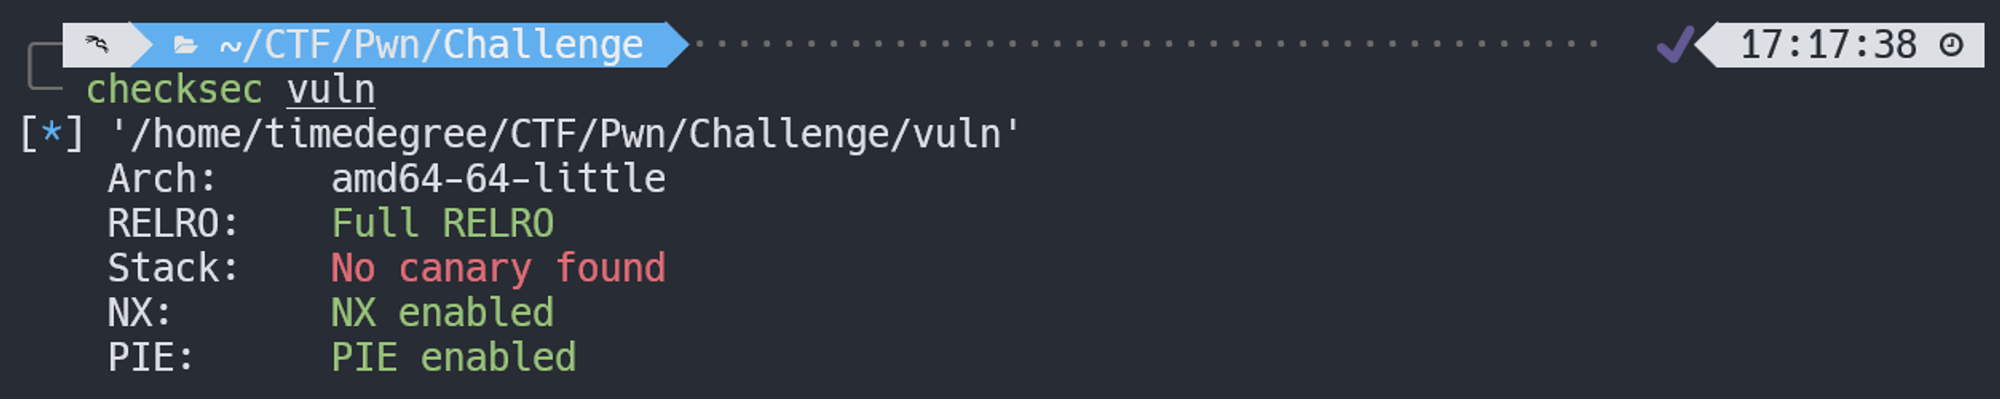 ~/CTF/Pwn/Challenge 17:17:38
checksec vuln
[*] '/home/timedegree/CTF/Pwn/Challenge/vuln'
Arch: amd64-64-little
RELRO: Full RELRO
Stack: No canary found
NX: NX enabled
PIE: PIE enabled